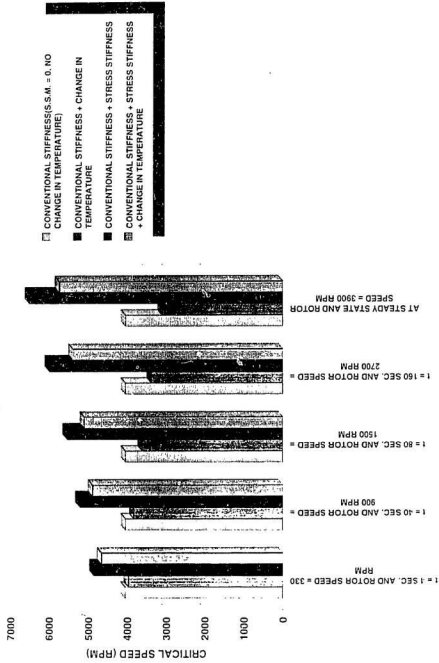 CONVENTIONAL STIFFNESS(S.S.M. = 0. NO
CHANGE IN TEMPERATURE)
CONVENTIONAL STIFFNESS + CHANGE IN
TEMPERATURE
CONVENTIONAL STIFFNESS + STRESS STIFFNESS
CONVENTIONAL STIFFNESS + STRESS STIFFNESS
+ CHANGE IN TEMPERATURE
CRITICAL SPEED (RPM)
7000
6000
5000
4000
3000
2000
1000
0
t = 1 SEC. AND ROTOR SPEED = 330
RPM
t = 40 SEC. AND ROTOR SPEED =
900 RPM
t = 80 SEC. AND ROTOR SPEED =
1500 RPM
t = 160 SEC. AND ROTOR SPEED =
2700 RPM
AT STEADY STATE AND ROTOR
SPEED = 3900 RPM